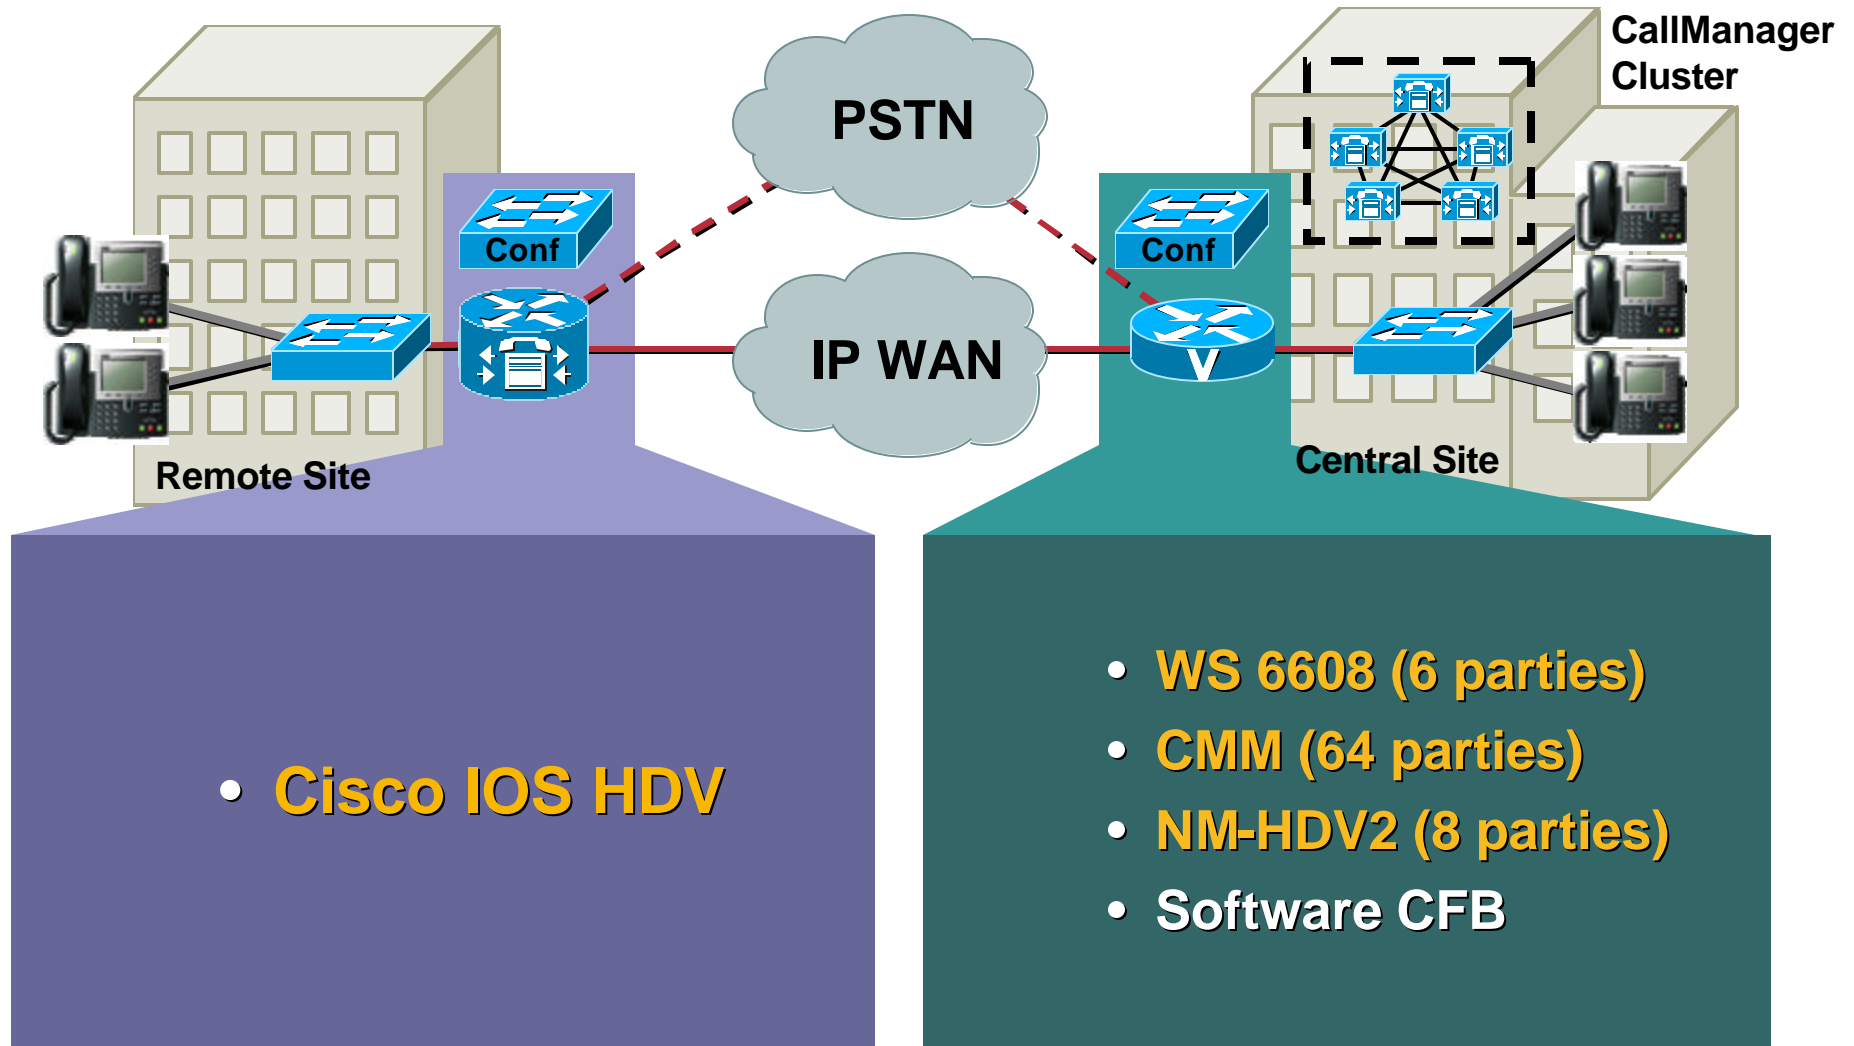 CallManager
Cluster
PSTN
Conf
Conf
IP WAN
V
Remote Site
Central Site
• Cisco IOS HDV
• WS 6608 (6 parties)
• CMM (64 parties)
• NM-HDV2 (8 parties)
• Software CFB